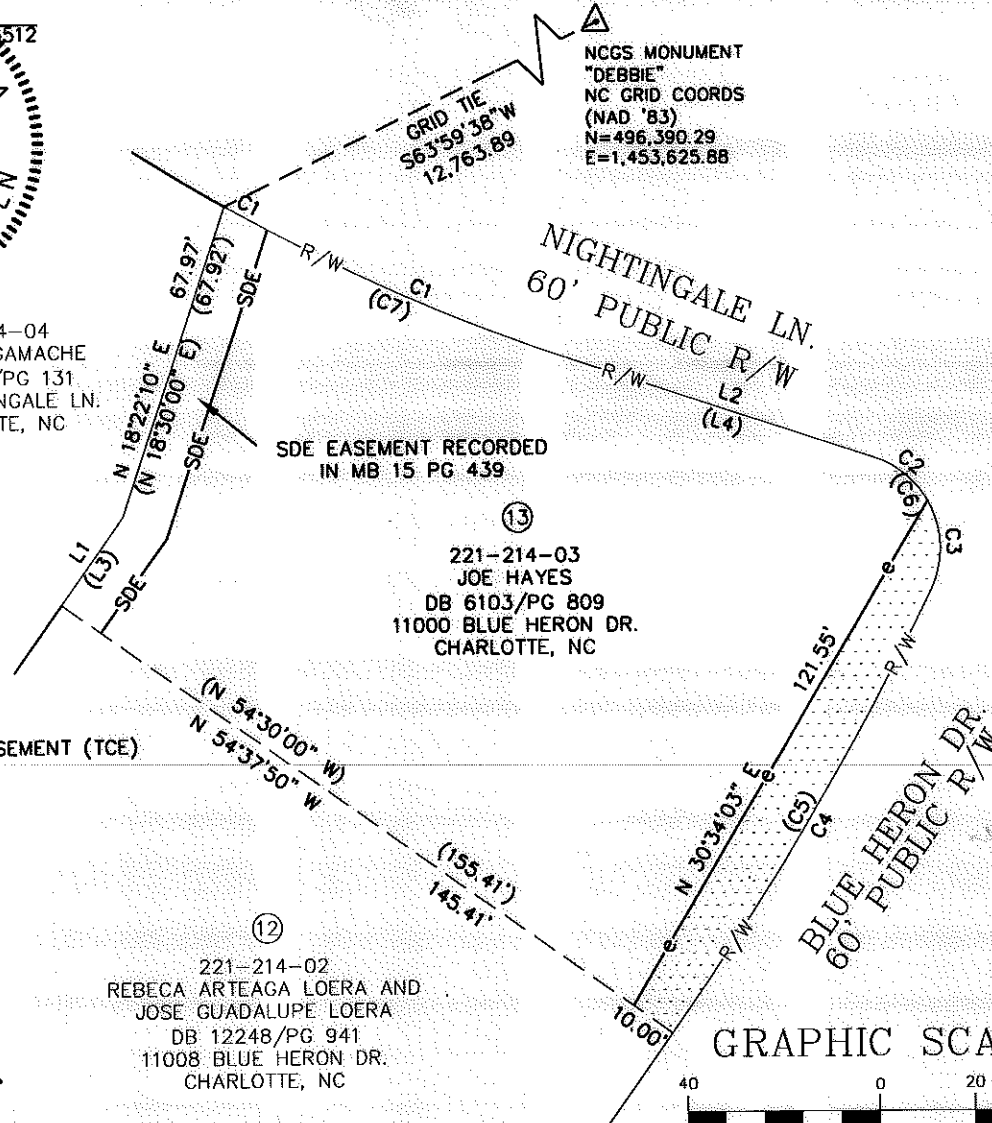 5512
NCGS MONUMENT
"DEBBIE"
NC GRID COORDS
(NAD '83)
N=496,390.29
E=1,453,625.88
GRID TIE
S63°59'38"W
12,763.89
C1
R/W
C1
(C7)
NIGHTINGALE LN.
60' PUBLIC R/W
R/W
L2
(L4)
C2
(C6)
C3
67.97'
(67.92')
N 18°22'10" E
(N 18°30'00" E)
SDE
SDE
SDE
L1
(L3)
4-04
GAMACHE
/PG 131
NGALE LN.
TE, NC
SDE EASEMENT RECORDED
IN MB 15 PG 439
13
221-214-03
JOE HAYES
DB 6103/PG 809
11000 BLUE HERON DR.
CHARLOTTE, NC
e
121.55'
R/W
e
N 30°34'03" E
(C5)
C4
e
R/W
BLUE HERON DR.
60' PUBLIC R/W
(N 54°30'00" W)
N 54°37'50" W
SEMENT (TCE)
(155.41')
145.41'
10.00'
12
221-214-02
REBECA ARTEAGA LOERA AND
JOSE GUADALUPE LOERA
DB 12248/PG 941
11008 BLUE HERON DR.
CHARLOTTE, NC
GRAPHIC SCA
40 0 20